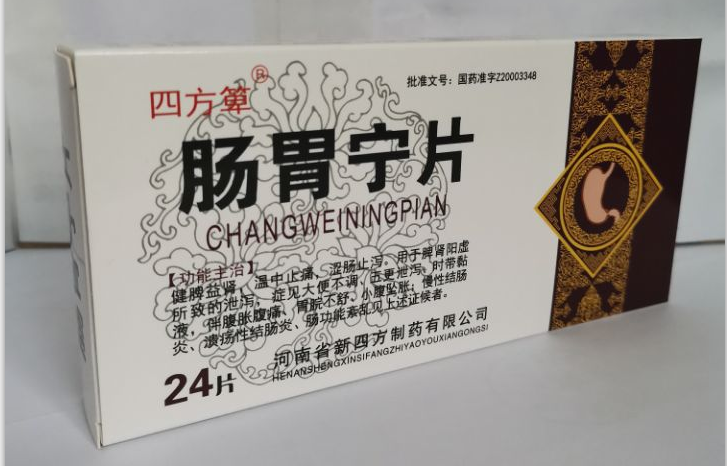 四方箄®
批准文号：国药准字Z20003348
肠胃宁片
CHANGWEININGPIAN
【功能主治】
健脾益肾，温中止痛，涩肠止泻。用于脾肾阳虚
所致的泄泻，症见大便不调、五更泄泻、时带黏
液，伴腹胀腹痛、胃脘不舒、小腹坠胀；慢性结肠
炎、溃疡性结肠炎、肠功能紊乱见上述证候者。
24片
河南省新四方制药有限公司
HENANSHENGXINSIFANGZHIYAOYOUXIANGONGSI